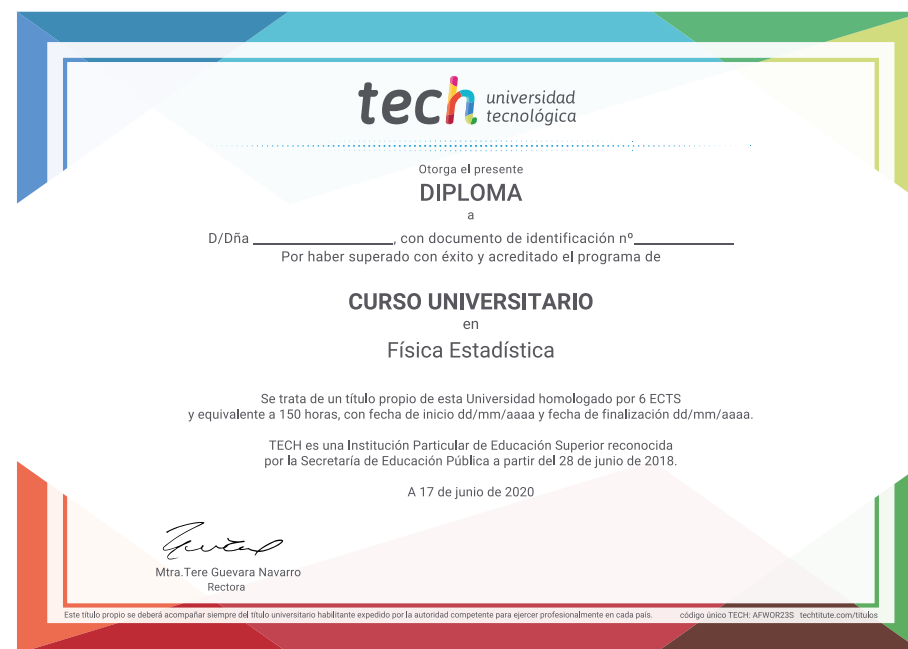 tech universidad
tecnológica
Otorga el presente
DIPLOMA
a
D/Dña ____________________, con documento de identificación nº______________
Por haber superado con éxito y acreditado el programa de
CURSO UNIVERSITARIO
en
Física Estadística
Se trata de un título propio de esta Universidad homologado por 6 ECTS
y equivalente a 150 horas, con fecha de inicio dd/mm/aaaa y fecha de finalización dd/mm/aaaa.
TECH es una Institución Particular de Educación Superior reconocida
por la Secretaría de Educación Pública a partir del 28 de junio de 2018.
A 17 de junio de 2020
Mtra.Tere Guevara Navarro
Rectora
Este título propio se deberá acompañar siempre del título universitario habilitante expedido por la autoridad competente para ejercer profesionalmente en cada país. código único TECH: AFWOR23S techtitute.com/titulos